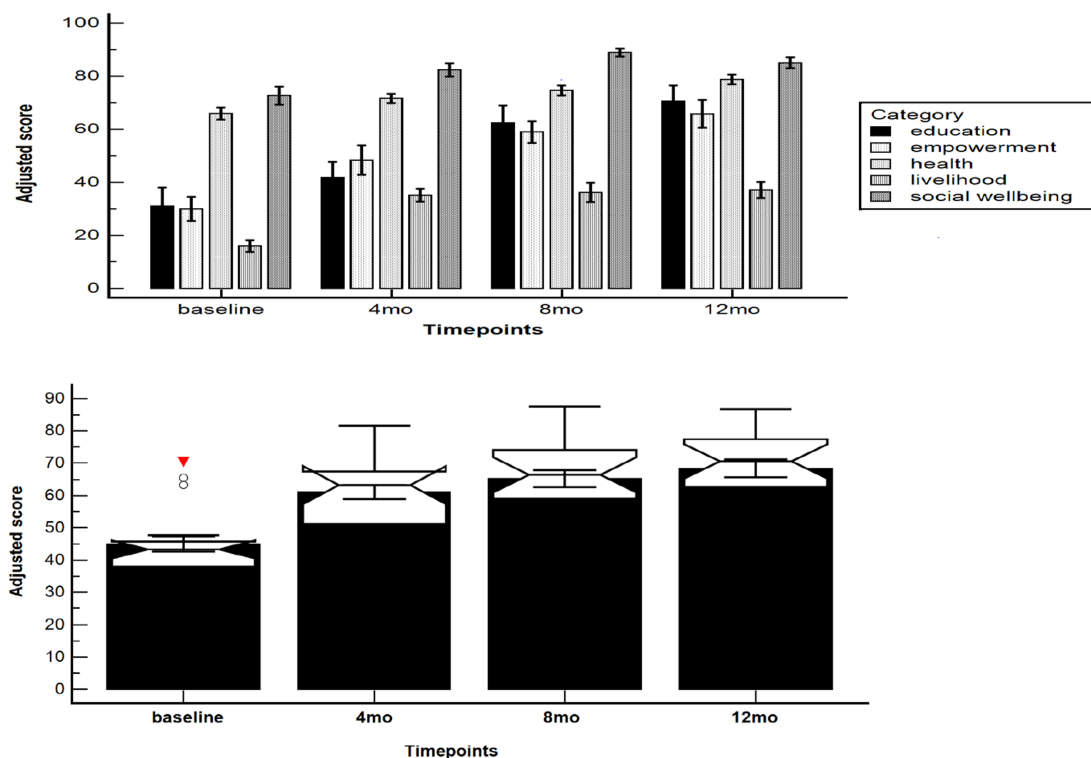 100
80
60
40
20
0
Adjusted score
baseline 4mo 8mo 12mo
Timepoints
Category
education
empowerment
health
livelihood
social wellbeing
90
80
70
60
50
40
30
20
10
0
Adjusted score
baseline 4mo 8mo 12mo
Timepoints